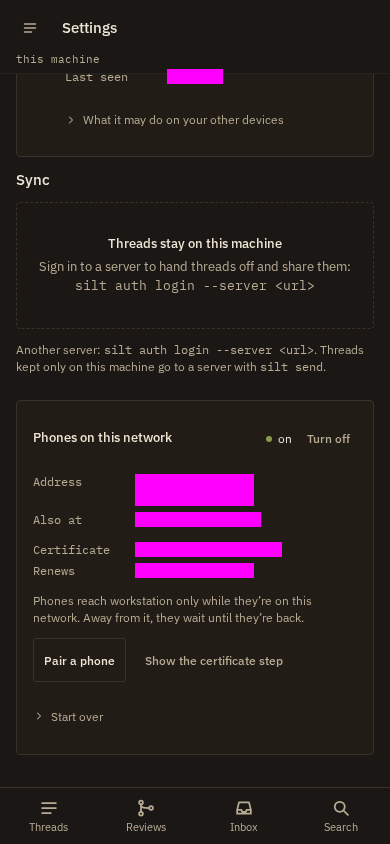 Settings
this machine
Last seen
What it may do on your other devices
Sync
Threads stay on this machine
Sign in to a server to hand threads off and share them:
silt auth login --server <url>
Another server: silt auth login --server <url>. Threads
kept only on this machine go to a server with silt send.
Phones on this network
on Turn off
Address
Also at
Certificate
Renews
Phones reach workstation only while they’re on this
network. Away from it, they wait until they’re back.
Pair a phone Show the certificate step
Start over
Threads Reviews Inbox Search